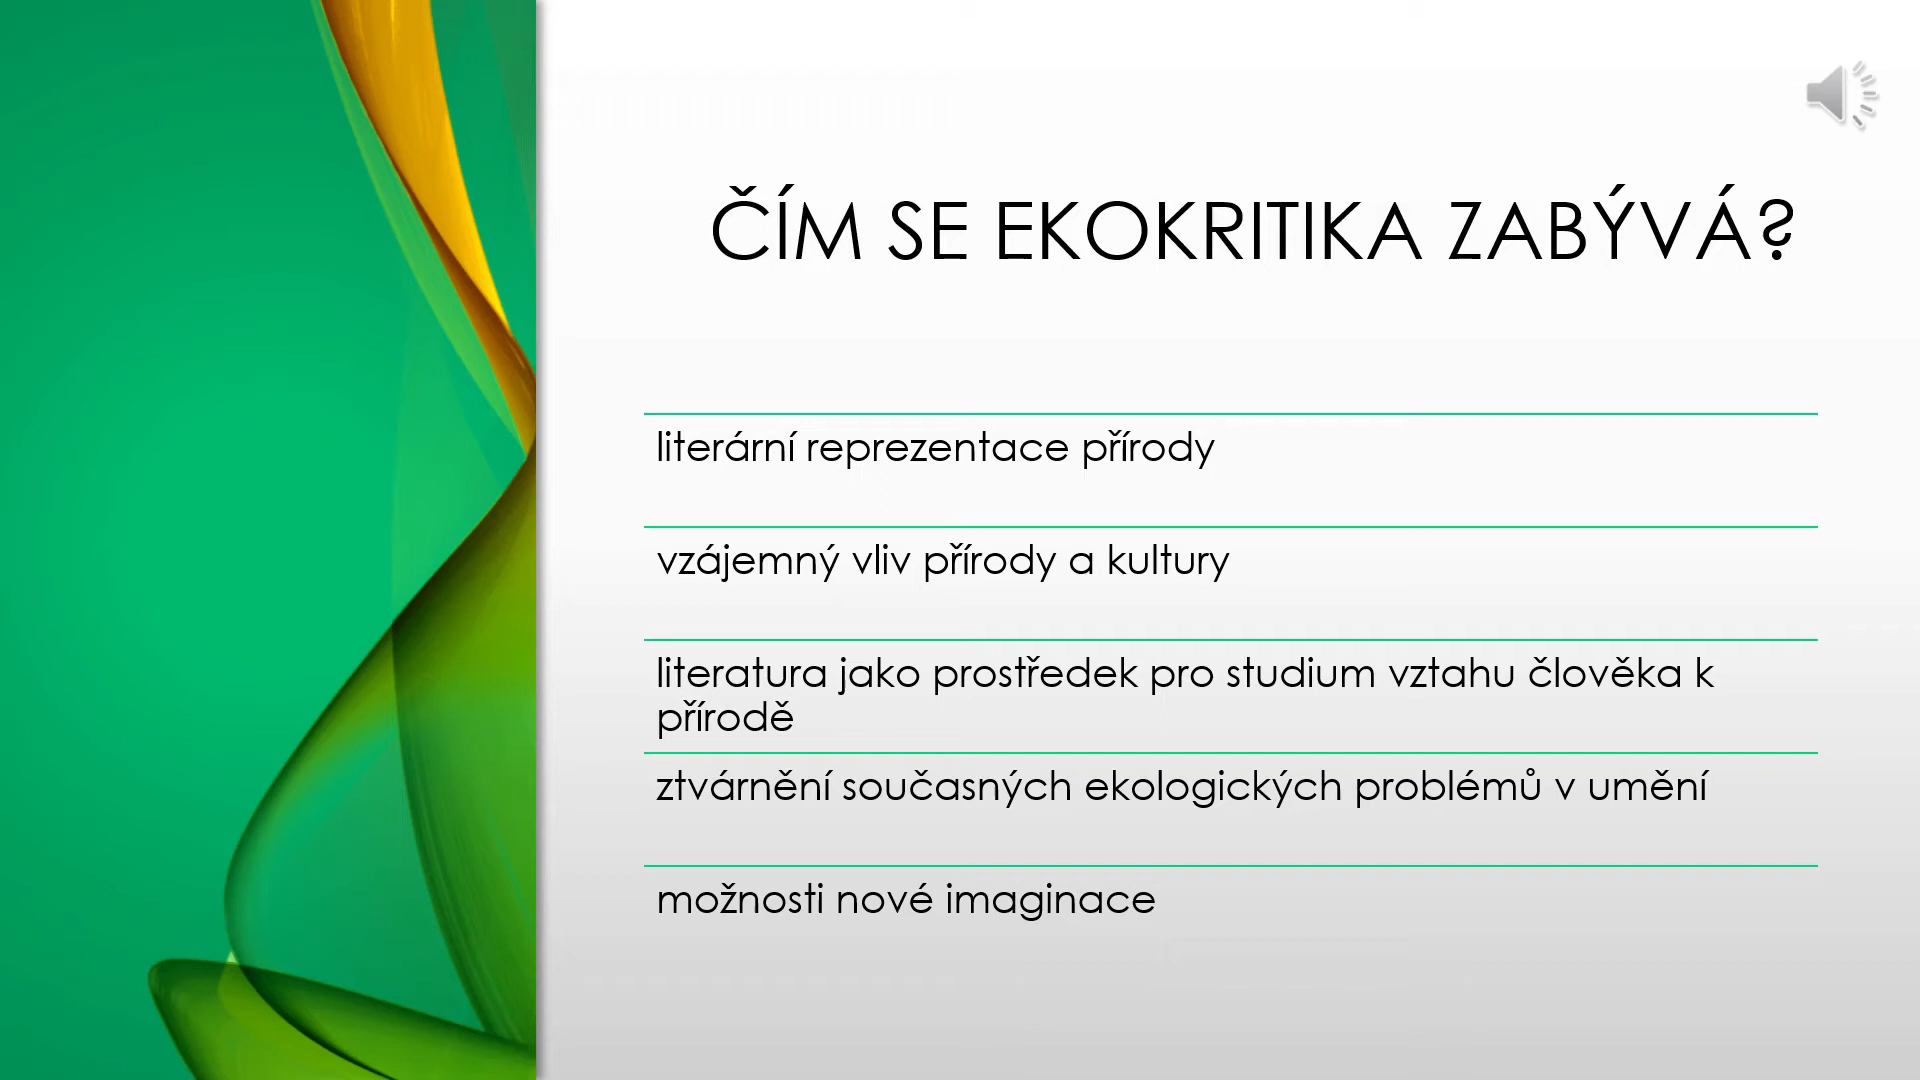 ČÍM SE EKOKRITIKA ZABÝVÁ?
literární reprezentace přírody
vzájemný vliv přírody a kultury
literatura jako prostředek pro studium vztahu člověka k
přírodě
ztvárnění současných ekologických problémů v umění
možnosti nové imaginace